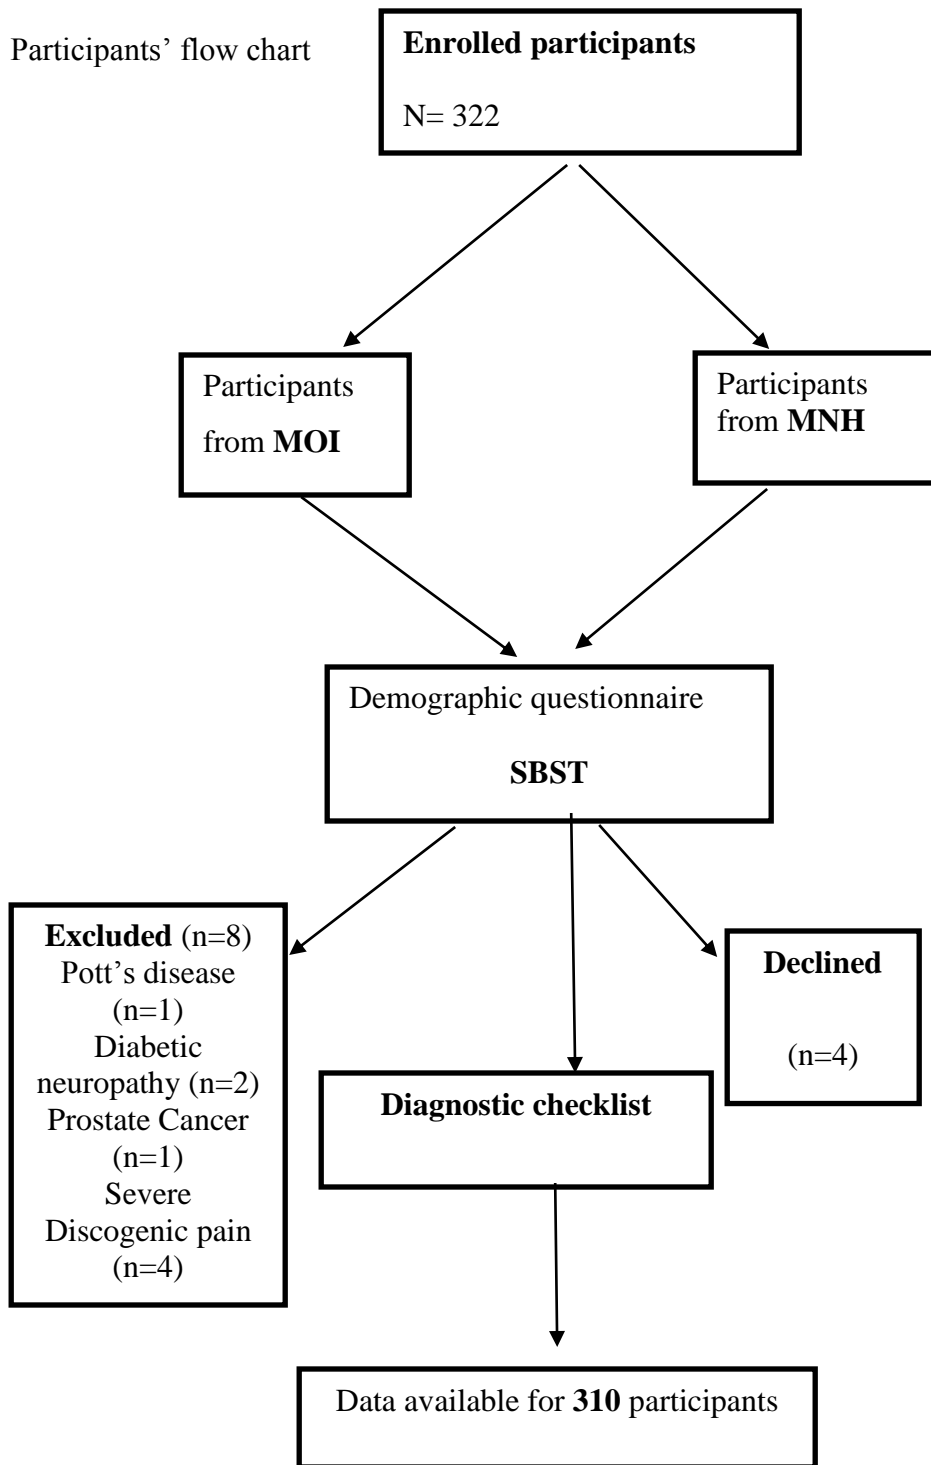 Participants’ flow chart
Enrolled participants
N= 322
Participants
from MOI
Participants
from MNH
Demographic questionnaire
SBST
Excluded (n=8)
Pott’s disease
(n=1)
Diabetic
neuropathy (n=2)
Prostate Cancer
(n=1)
Severe
Discogenic pain
(n=4)
Declined
(n=4)
Diagnostic checklist
Data available for 310 participants